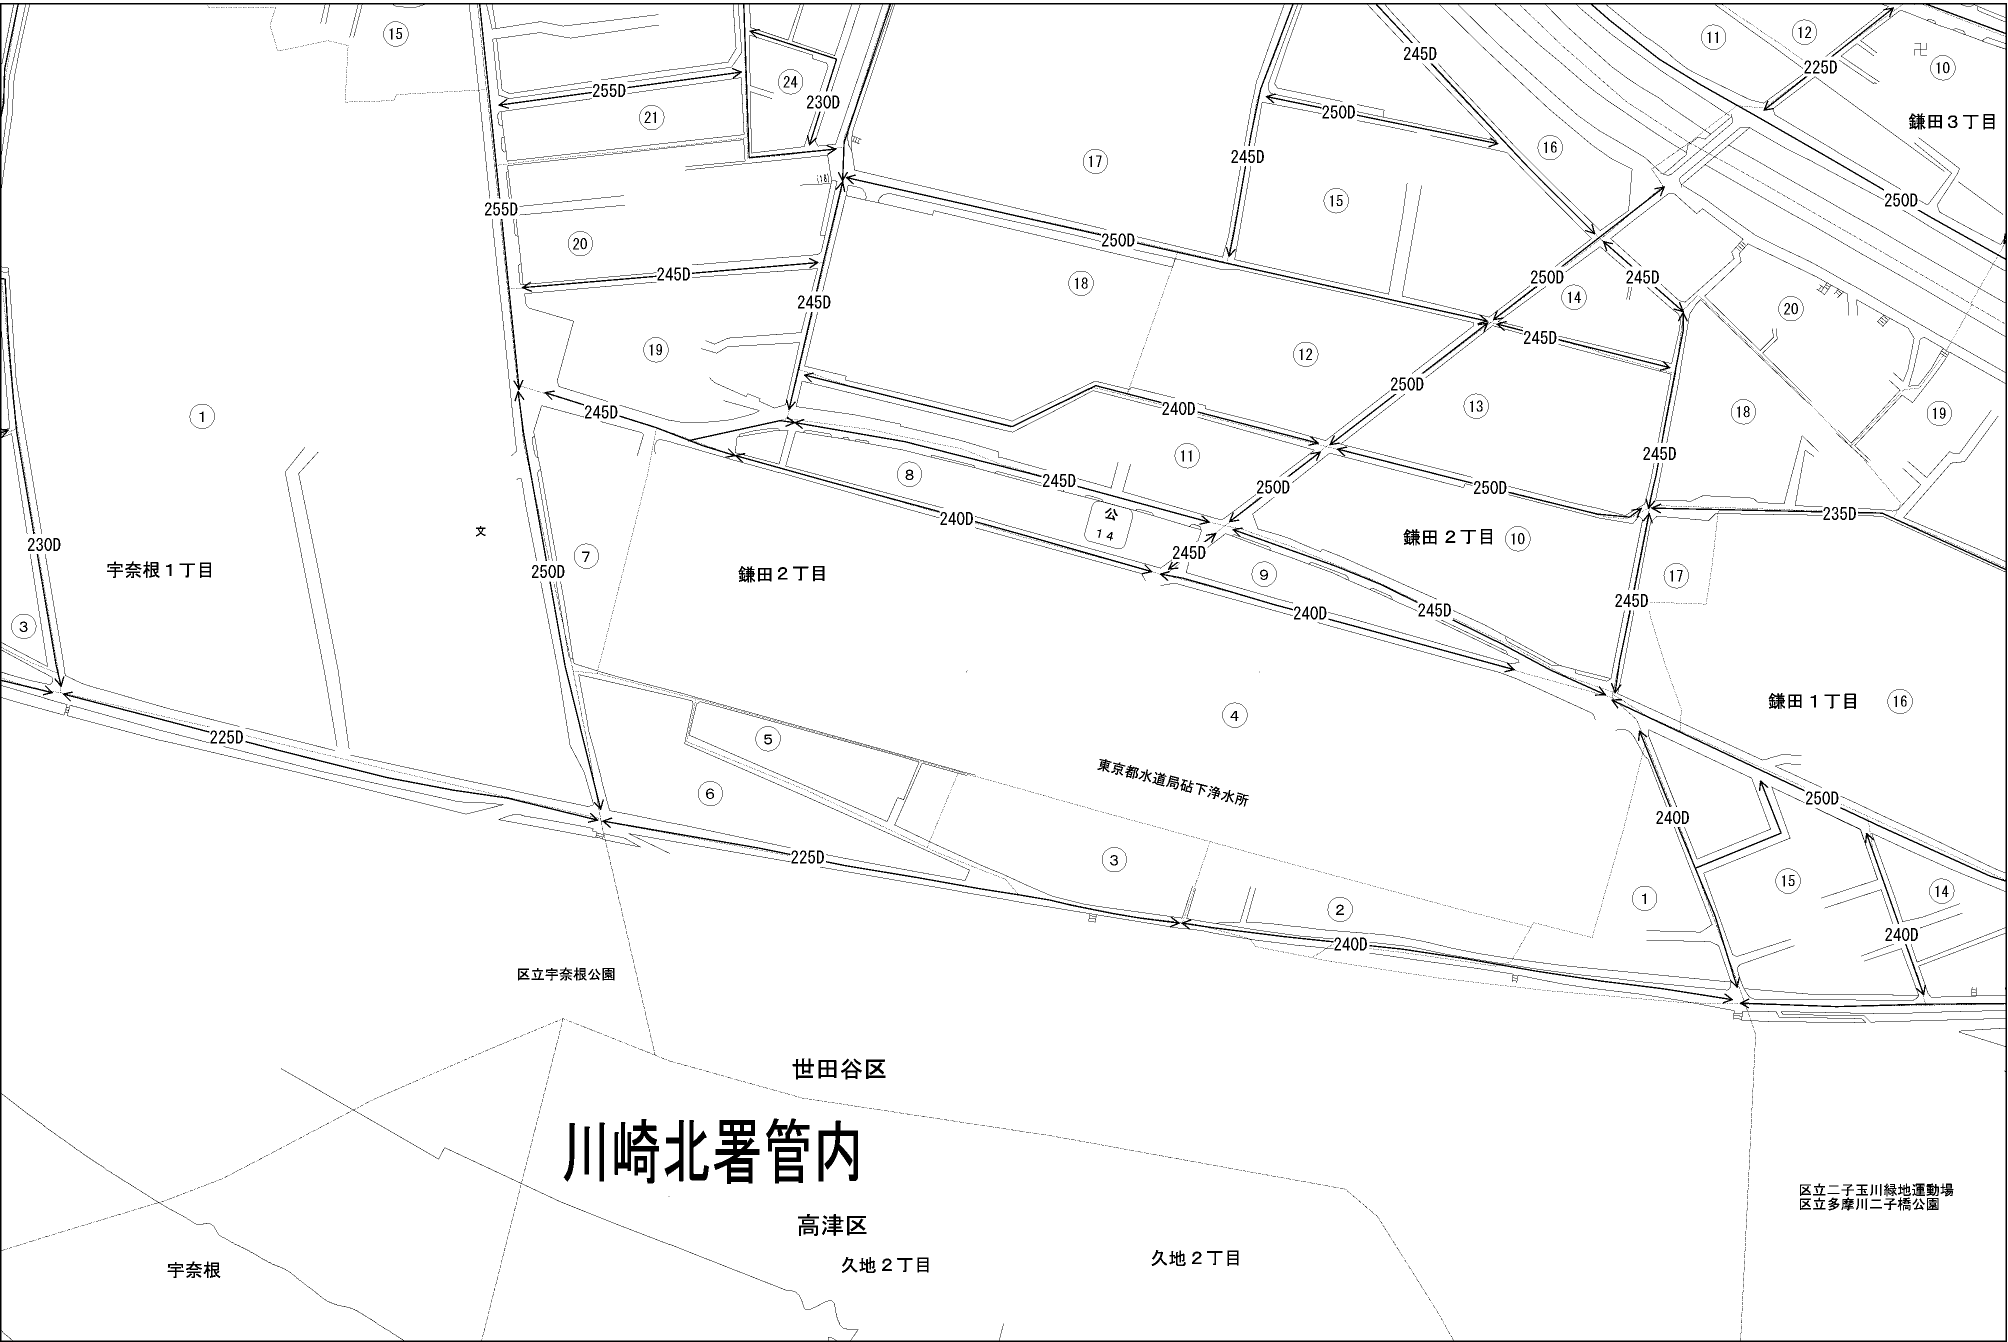 15
11
12
225D
卍
10
鎌田3丁目
245D
24
255D
230D
21
250D
16
17
245D
15
250D
(18)
255D
250D
20
245D
245D
18
250D
14
245D
20
245D
12
19
250D
13
18
19
1
245D
240D
11
245D
8
245D
250D
250D
235D
240D
公
14
文
鎌田2丁目
10
230D
宇奈根1丁目
7
250D
鎌田2丁目
245D
9
17
245D
240D
245D
3
鎌田1丁目
16
4
225D
5
東京都水道局砧下浄水所
6
250D
240D
225D
3
15
14
1
2
240D
240D
区立宇奈根公園
世田谷区
川崎北署管内
区立二子玉川緑地運動場
区立多摩川二子橋公園
高津区
久地2丁目
久地2丁目
宇奈根